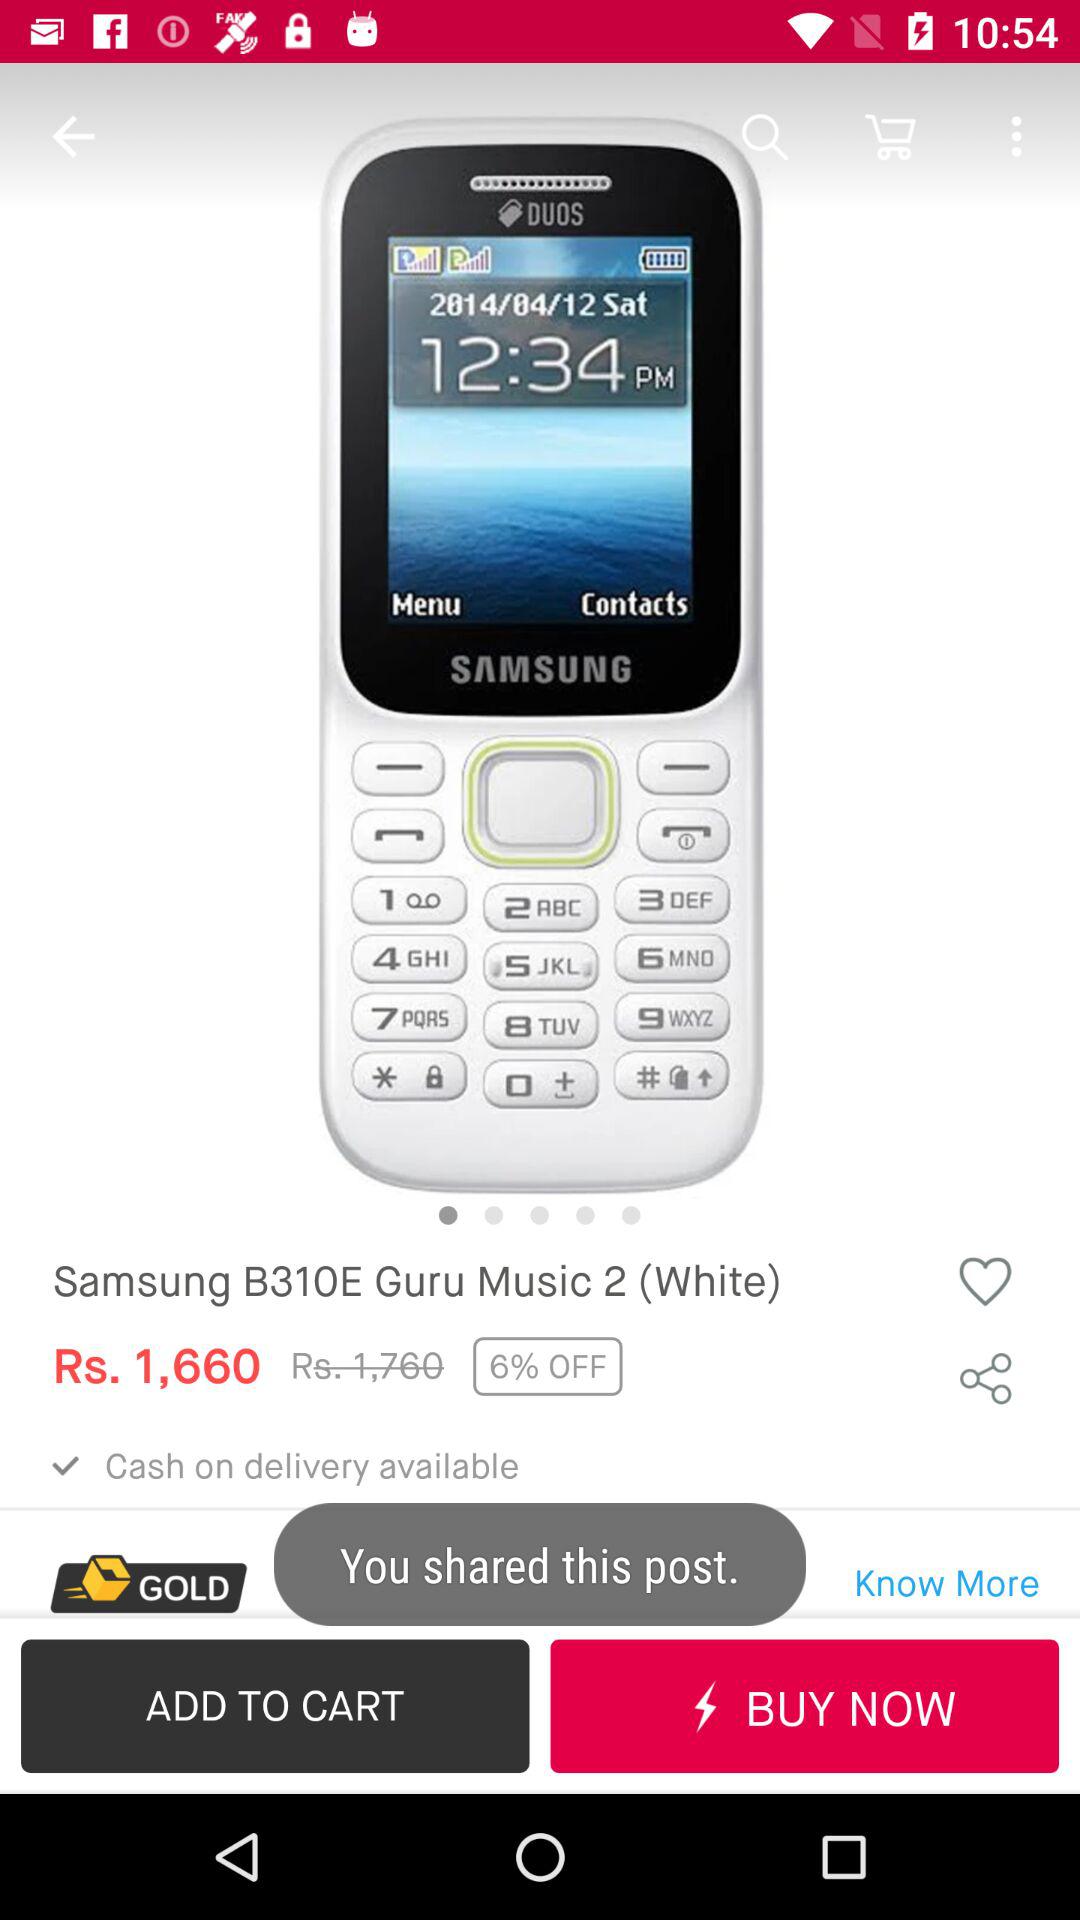 FAKE
10:54
DUOS
2014/04/12 Sat
12:34 PM
Menu Contacts
SAMSUNG
1
2 ABC
3 DEF
4 GHI
5 JKL
6 MNO
7 PQRS
8 TUV
9 WXYZ
* 0 + #
Samsung B310E Guru Music 2 (White)
Rs. 1,660 Rs. 1,760 6% OFF
Cash on delivery available
GOLD
You shared this post.
Know More
ADD TO CART
BUY NOW